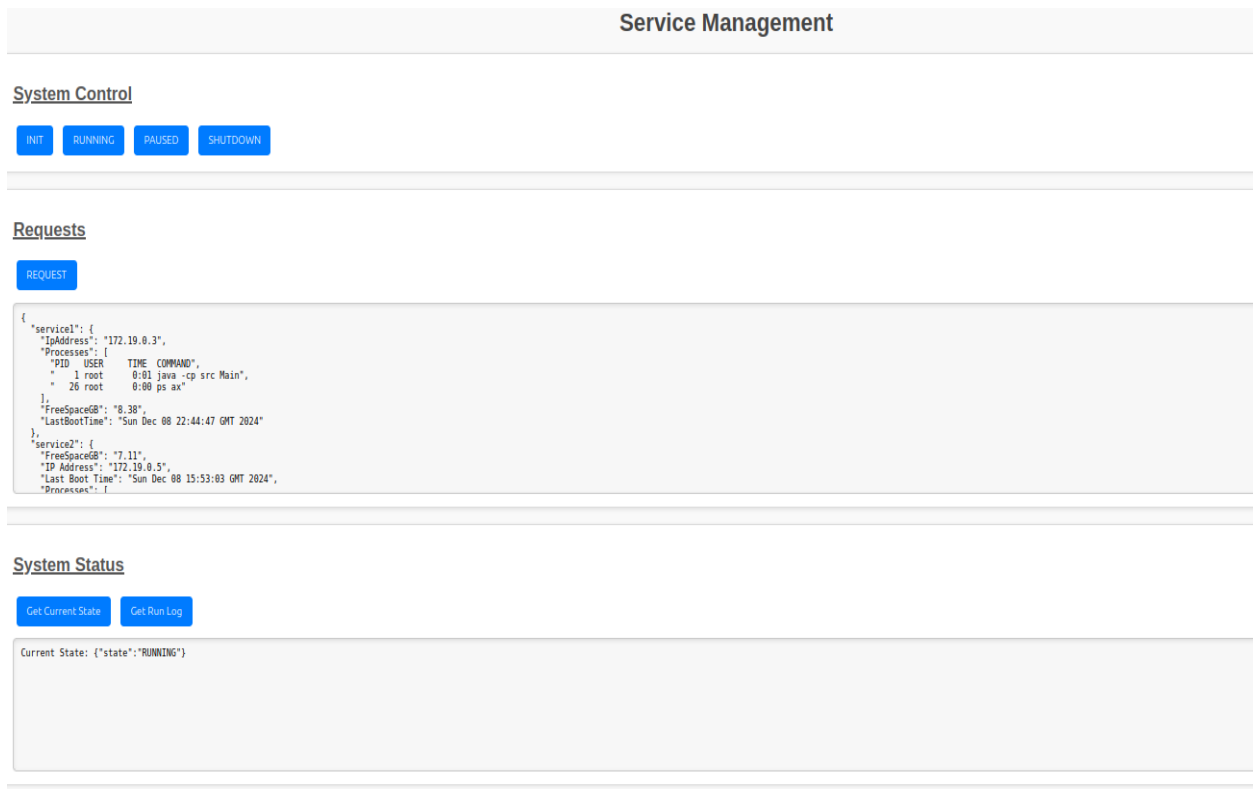 Service Management
System Control
INIT RUNNING PAUSED SHUTDOWN
Requests
REQUEST
{
  "service1": {
    "IpAddress": "172.19.0.3",
    "Processes": [
      "PID   USER     TIME  COMMAND",
      "    1 root      0:01 java -cp src Main",
      "   26 root      0:00 ps ax"
    ],
    "FreeSpaceGB": "8.38",
    "LastBootTime": "Sun Dec 08 22:44:47 GMT 2024"
  },
  "service2": {
    "FreeSpaceGB": "7.11",
    "IP Address": "172.19.0.5",
    "Last Boot Time": "Sun Dec 08 15:53:03 GMT 2024",
    "Processes": [
System Status
Get Current State Get Run Log
Current State: {"state":"RUNNING"}